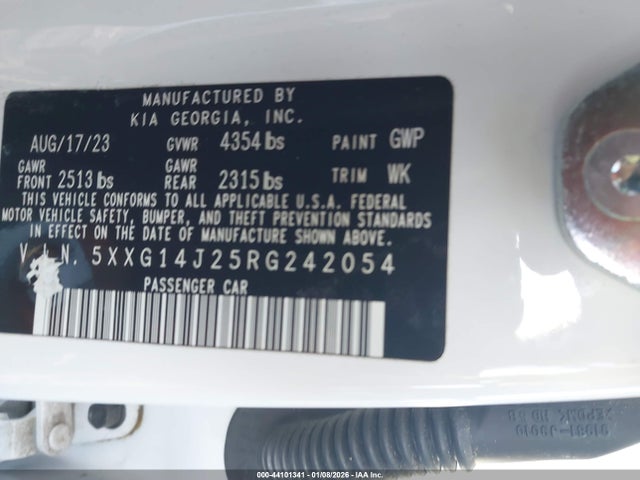 MANUFACTURED BY
KIA GEORGIA, INC.
AUG/17/23 GVWR 4354 lbs PAINT GWP
GAWR FRONT 2513 lbs GAWR REAR 2315 lbs TRIM WK
THIS VEHICLE CONFORMS TO ALL APPLICABLE U.S.A. FEDERAL
MOTOR VEHICLE SAFETY, BUMPER, AND THEFT PREVENTION STANDARDS
IN EFFECT ON THE DATE OF MANUFACTURE SHOWN ABOVE.
V.I.N. 5XXG14J25RG242054
PASSENGER CAR
91981-J9010
000-44101341 - 01/08/2026 - Copyright © IAA, Inc.